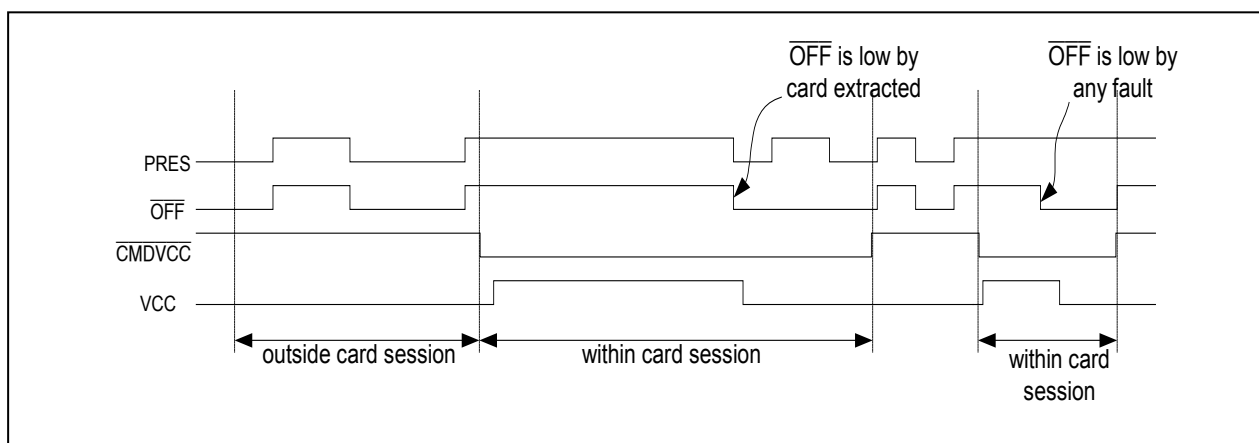 OFF is low by
card extracted
OFF is low by
any fault
PRES
OFF
CMDVCC
VCC
outside card session
within card session
within card
session